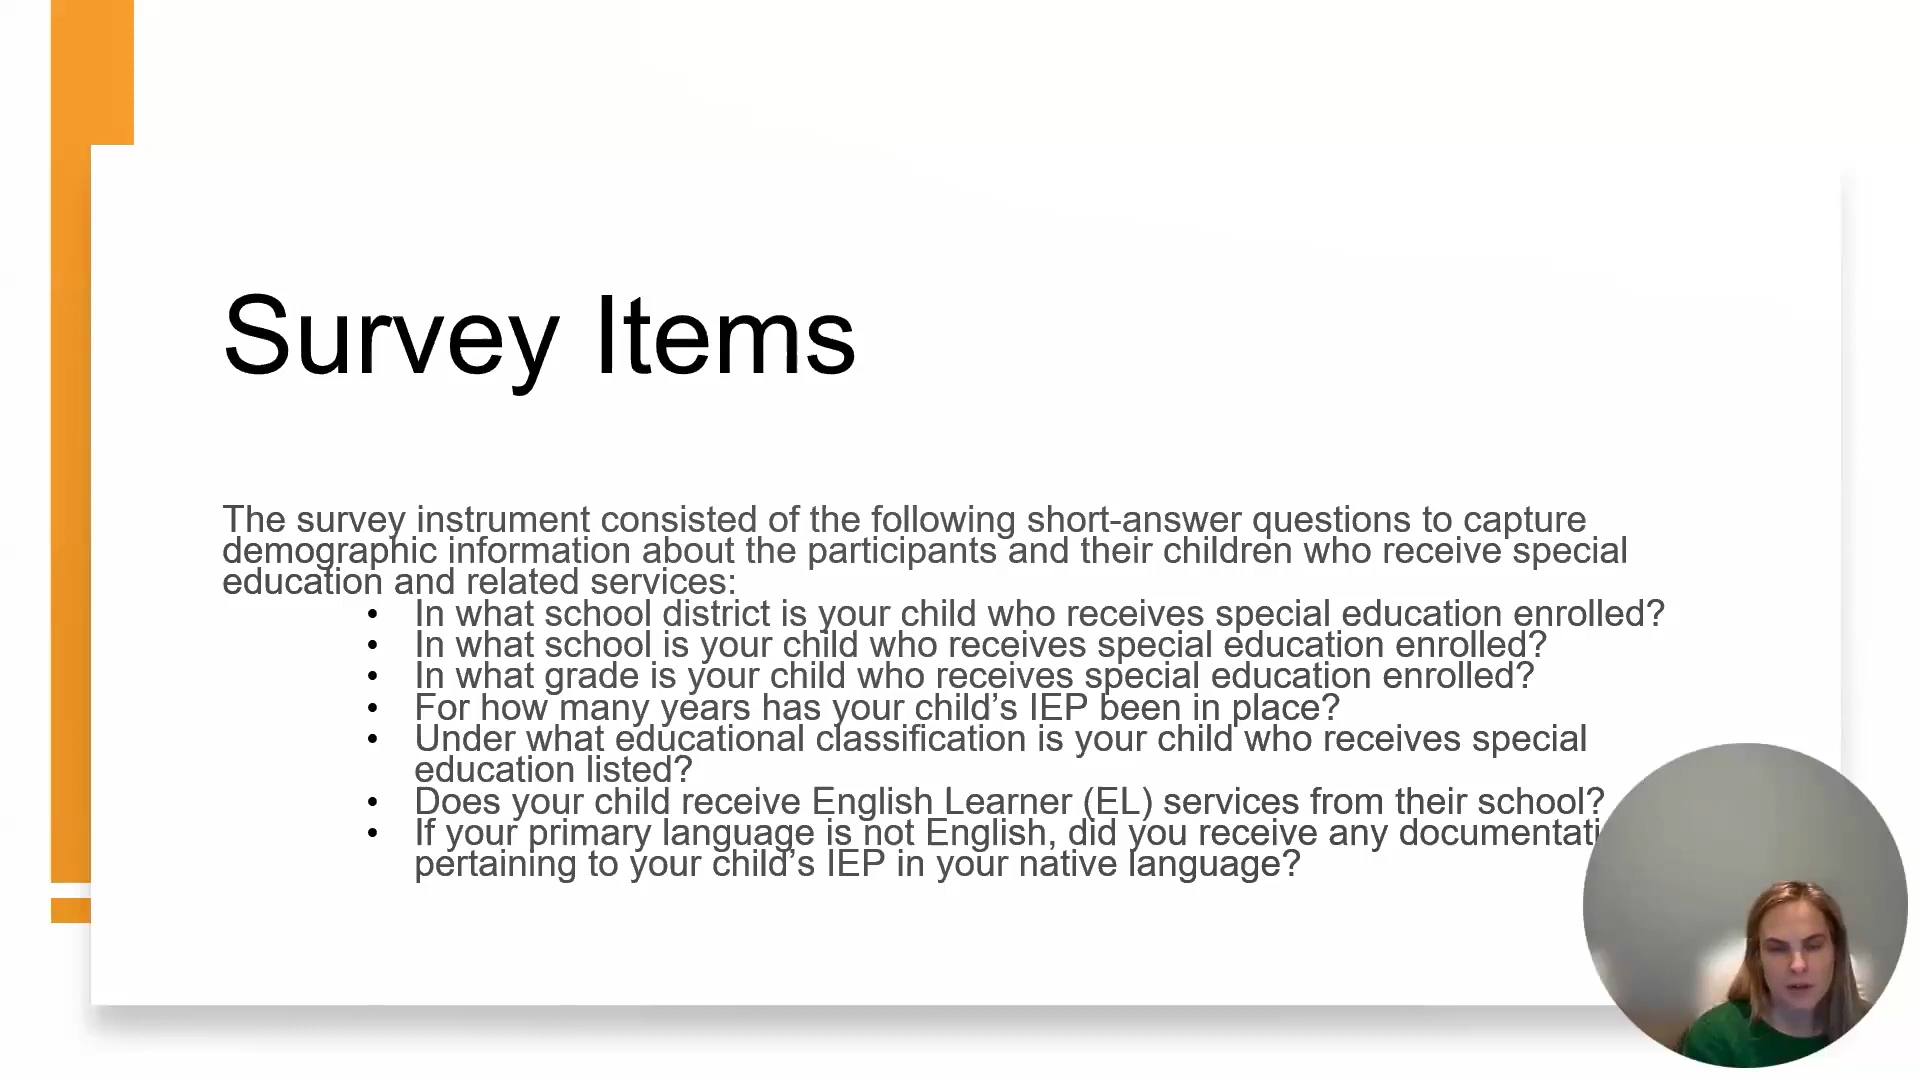 Survey Items
The survey instrument consisted of the following short-answer questions to capture
demographic information about the participants and their children who receive special
education and related services:
• In what school district is your child who receives special education enrolled?
• In what school is your child who receives special education enrolled?
• In what grade is your child who receives special education enrolled?
• For how many years has your child’s IEP been in place?
• Under what educational classification is your child who receives special
education listed?
• Does your child receive English Learner (EL) services from their school?
• If your primary language is not English, did you receive any documentati
pertaining to your child’s IEP in your native language?